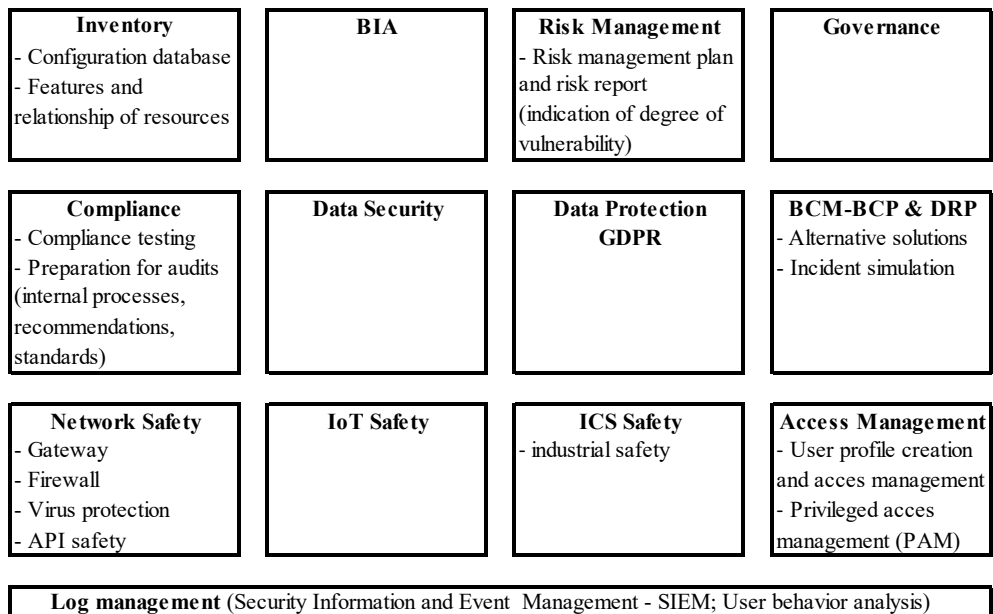 Inventory
- Configuration database
- Features and
relationship of resources
BIA
Risk Management
- Risk management plan
and risk report
(indication of degree of
vulnerability)
Governance
Compliance
- Compliance testing
- Preparation for audits
(internal processes,
recommendations,
standards)
Data Security
Data Protection
GDPR
BCM-BCP & DRP
- Alternative solutions
- Incident simulation
Network Safety
- Gateway
- Firewall
- Virus protection
- API safety
IoT Safety
ICS Safety
- industrial safety
Access Management
- User profile creation
and acces management
- Privileged acces
management (PAM)
Log management (Security Information and Event Management - SIEM; User behavior analysis)